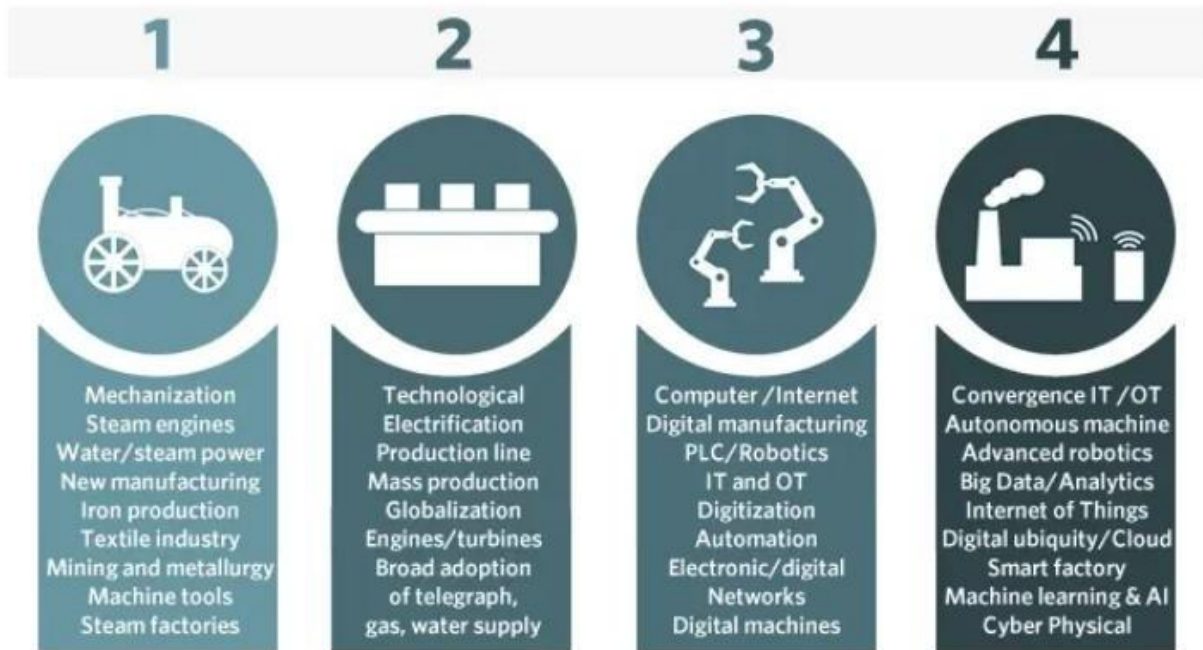 1
2
3
4
Mechanization
Steam engines
Water/steam power
New manufacturing
Iron production
Textile industry
Mining and metallurgy
Machine tools
Steam factories
Technological
Electrification
Production line
Mass production
Globalization
Engines/turbines
Broad adoption
of telegraph,
gas, water supply
Computer /Internet
Digital manufacturing
PLC/Robotics
IT and OT
Digitization
Automation
Electronic/digital
Networks
Digital machines
Convergence IT /OT
Autonomous machine
Advanced robotics
Big Data/Analytics
Internet of Things
Digital ubiquity/Cloud
Smart factory
Machine learning & AI
Cyber Physical